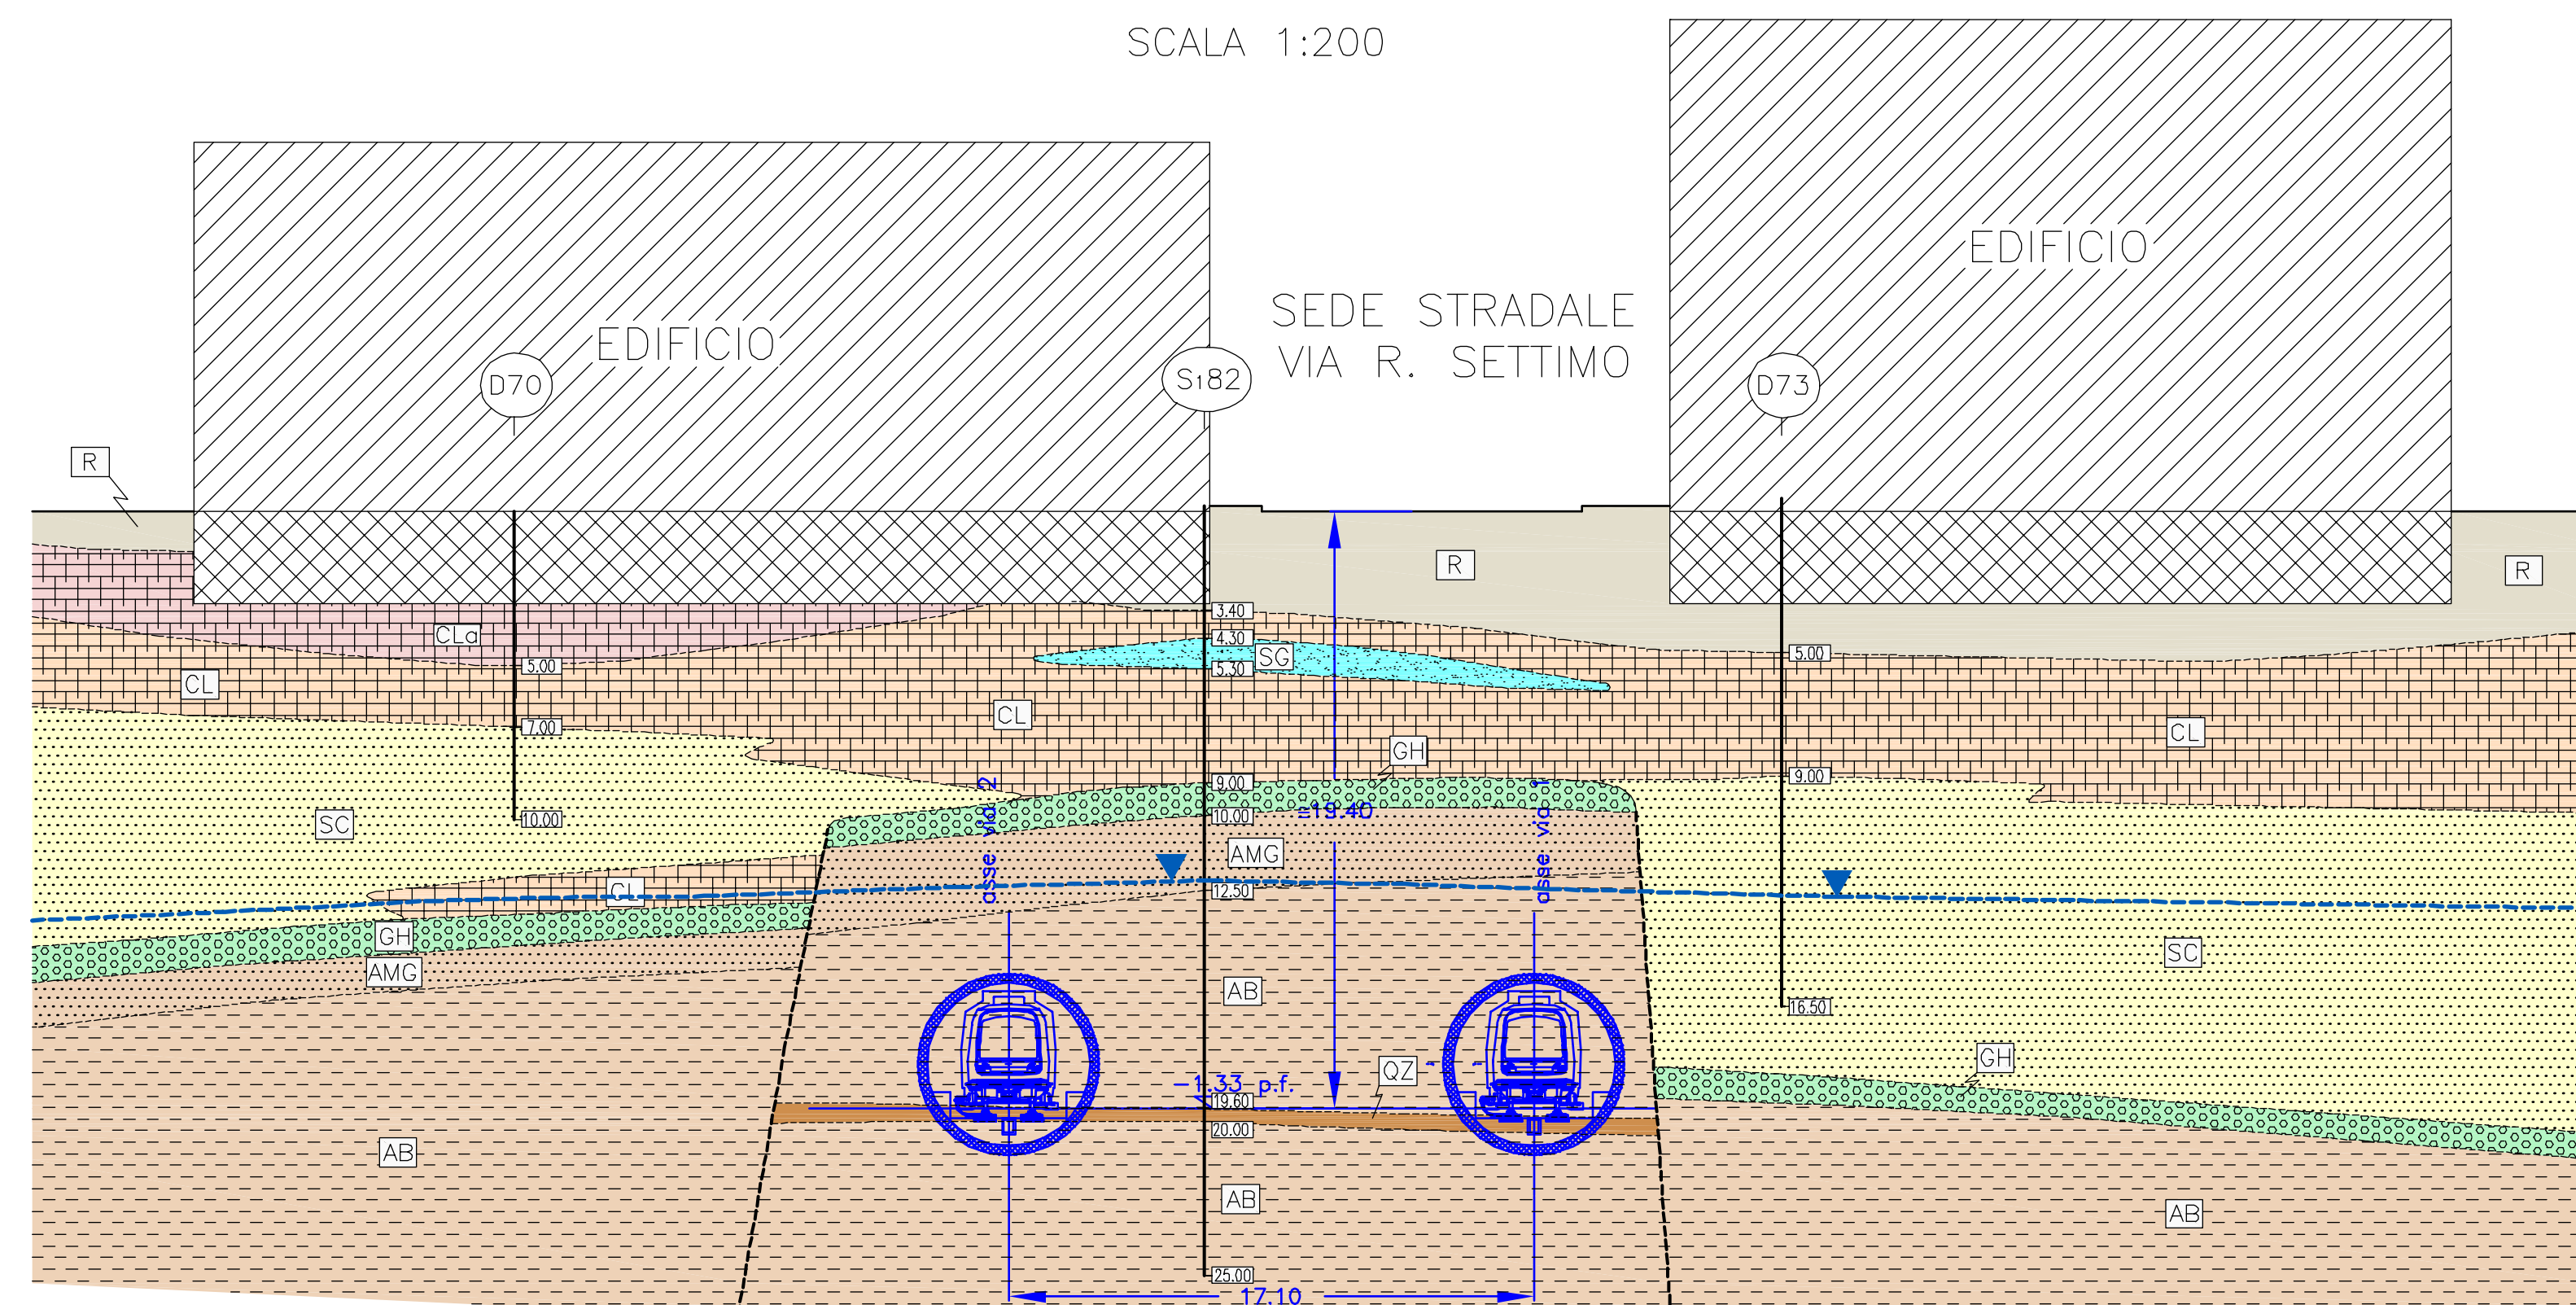 SCALA 1:200
EDIFICIO
SEDE STRADALE
VIA R. SETTIMO
EDIFICIO
D70
S182
D73
R
R
R
3.40
4.30
SG
5.30
CLa
5.00
5.00
CL
CL
7.00
CL
GH
9.00
9.00
asse via 2
asse via 1
=19.40
10.00
10.00
SC
AMG
12.50
CL
GH
AMG
SC
AB
16.50
GH
QZ
-1.33 p.f.
19.60
20.00
AB
AB
AB
25.00
17.10